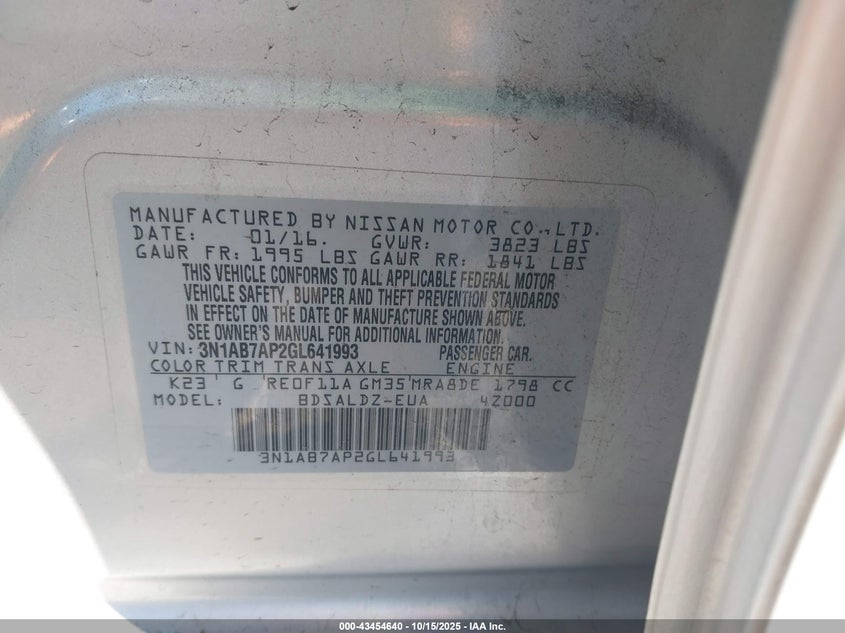 MANUFACTURED BY NISSAN MOTOR CO.,LTD.
DATE: 01/16. GVWR: 3823 LBS
GAWR FR: 1995 LBS GAWR RR: 1841 LBS
THIS VEHICLE CONFORMS TO ALL APPLICABLE FEDERAL MOTOR
VEHICLE SAFETY, BUMPER AND THEFT PREVENTION STANDARDS
IN EFFECT ON THE DATE OF MANUFACTURE SHOWN ABOVE.
SEE OWNER'S MANUAL FOR ADDITIONAL INFORMATION.
VIN: 3N1AB7AP2GL641993 PASSENGER CAR.
COLOR TRIM TRANS AXLE ENGINE
K23 G RE0F11A GM35 MRA8DE 1798 CC
MODEL: BDSALDZ-EUA 42000
3N1AB7AP2GL641993
000-43454640 - 10/15/2025 - IAA Inc.